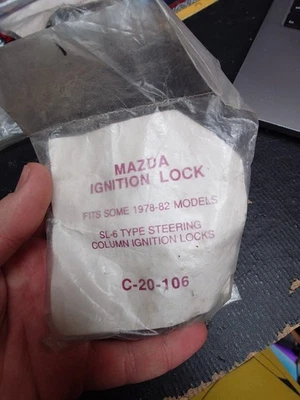 MAZDA
IGNITION LOCK
FITS SOME 1978-82 MODELS
SL-6 TYPE STEERING
COLUMN IGNITION LOCKS
C-20-106